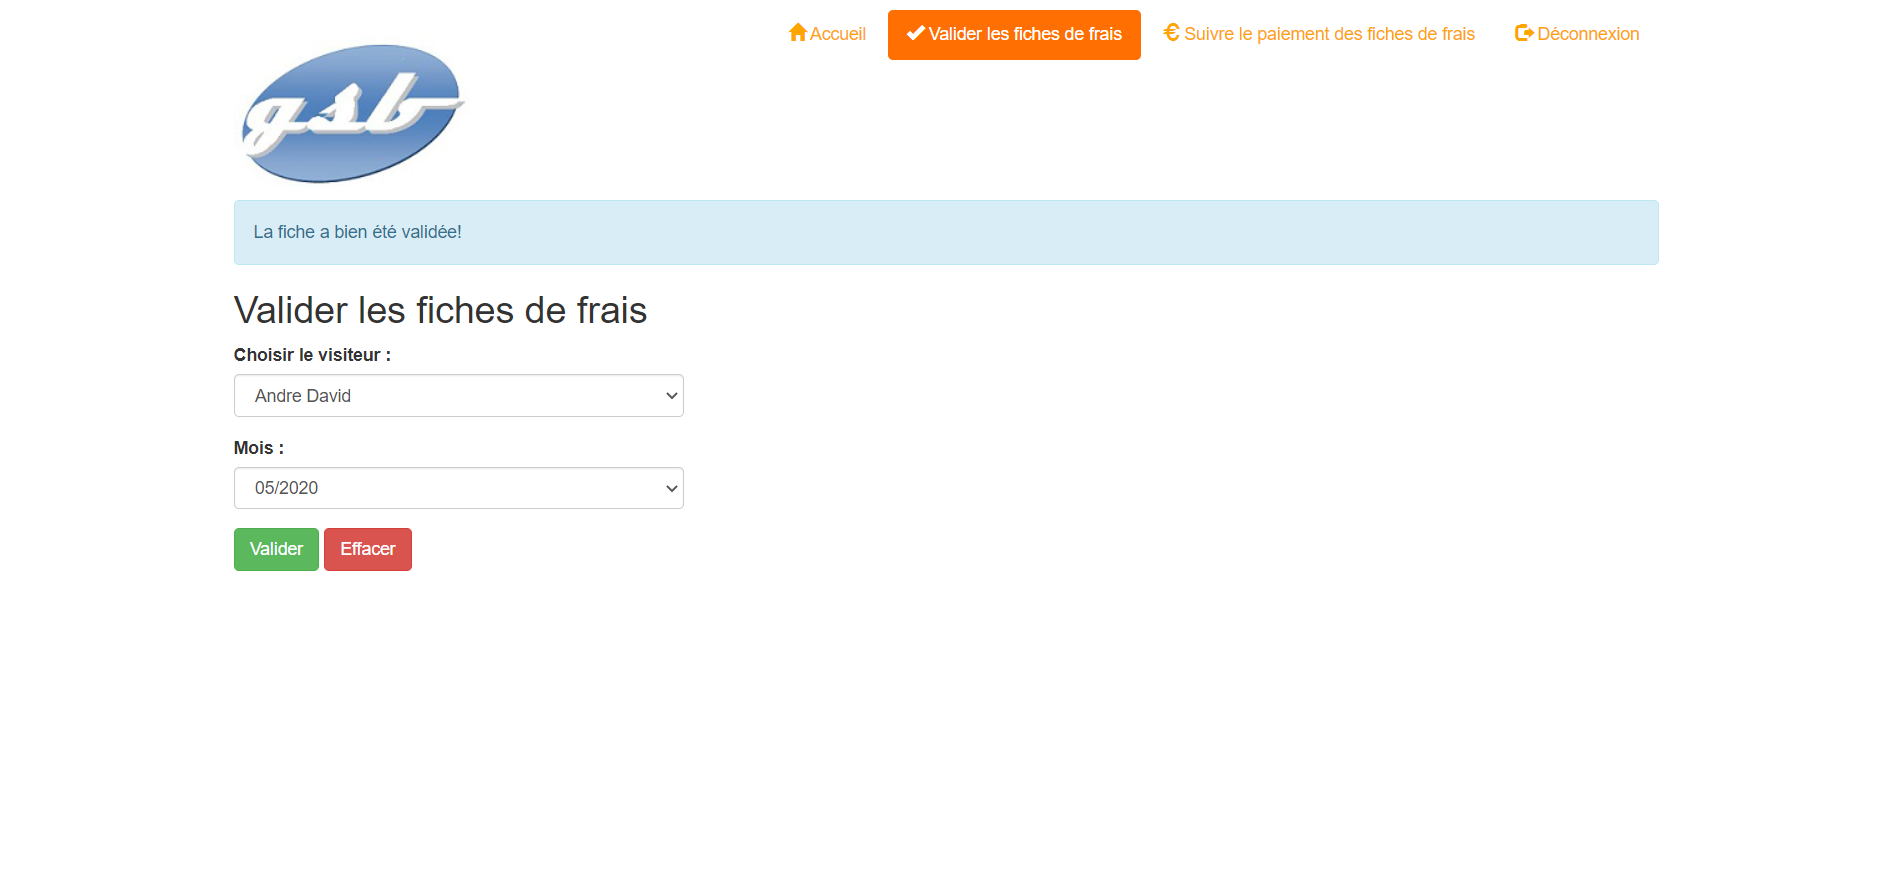 Accueil
Valider les fiches de frais
€ Suivre le paiement des fiches de frais
Déconnexion
gsb
La fiche a bien été validée!
Valider les fiches de frais
Choisir le visiteur :
Andre David
Mois :
05/2020
Valider
Effacer